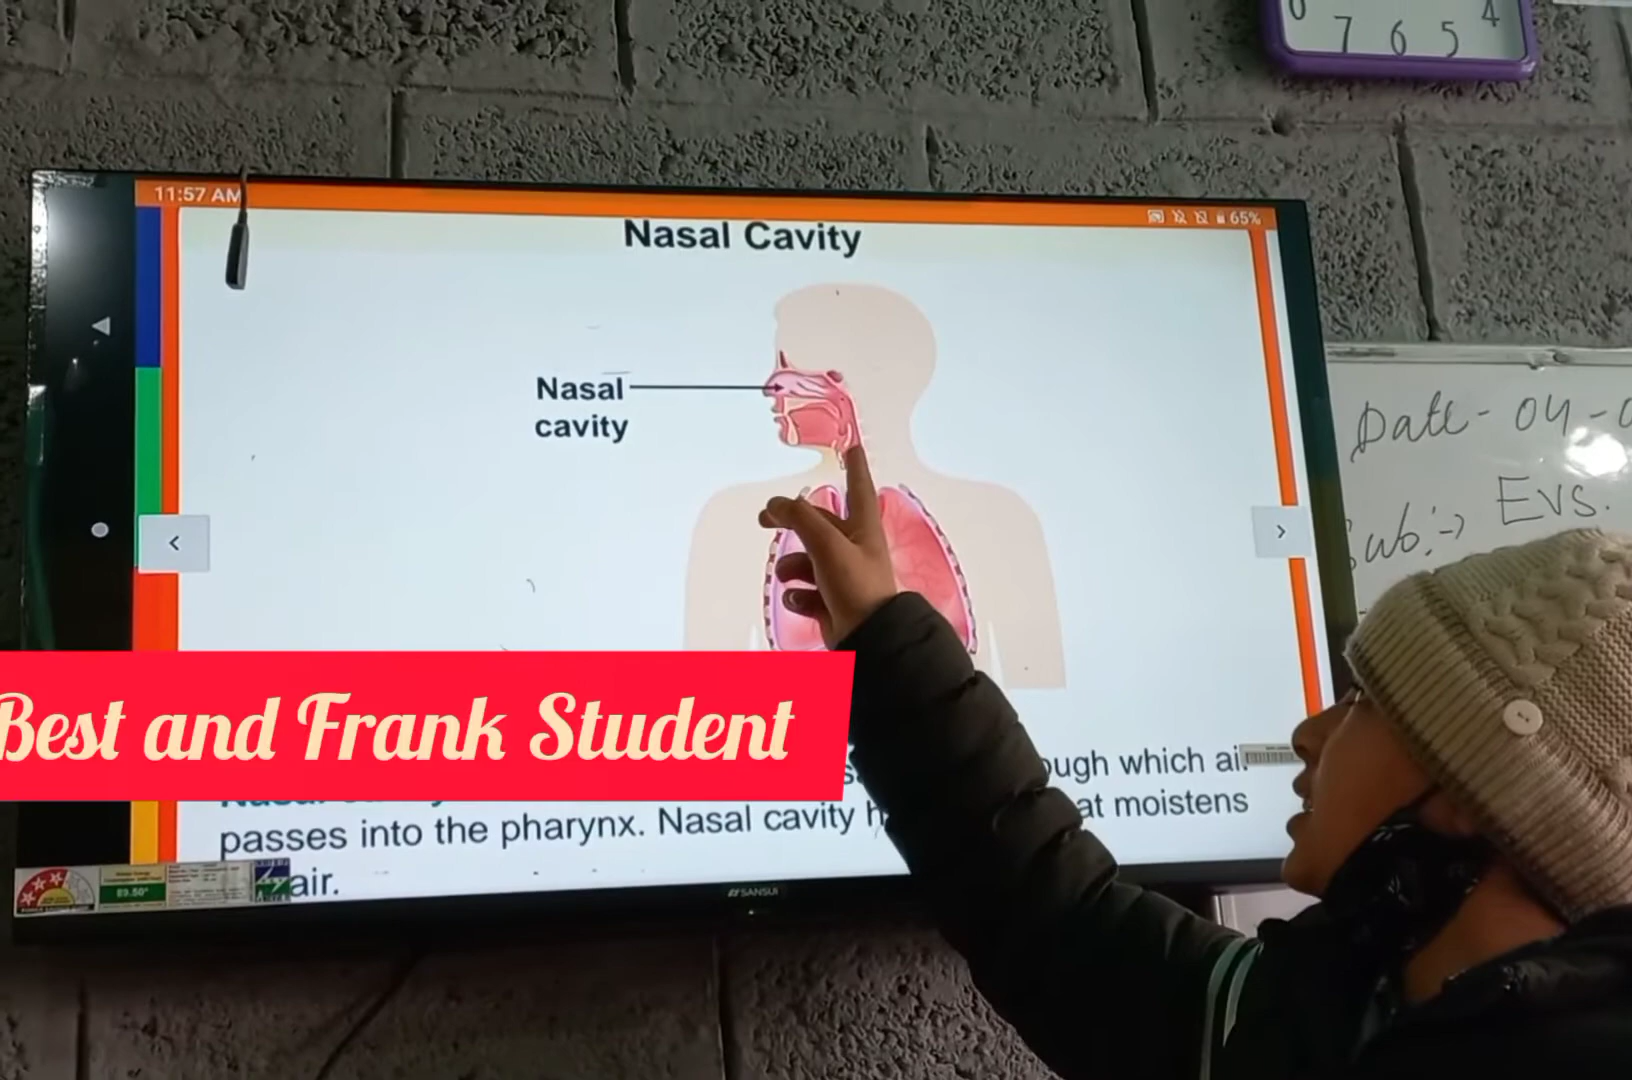 7 6 5 4
11:57 AM
65%
Nasal Cavity
Nasal
cavity
Date - 04 -
Sub:-> Evs.
Best and Frank Student
ough which air
passes into the pharynx. Nasal cavity h at moistens
air.
SANSUI